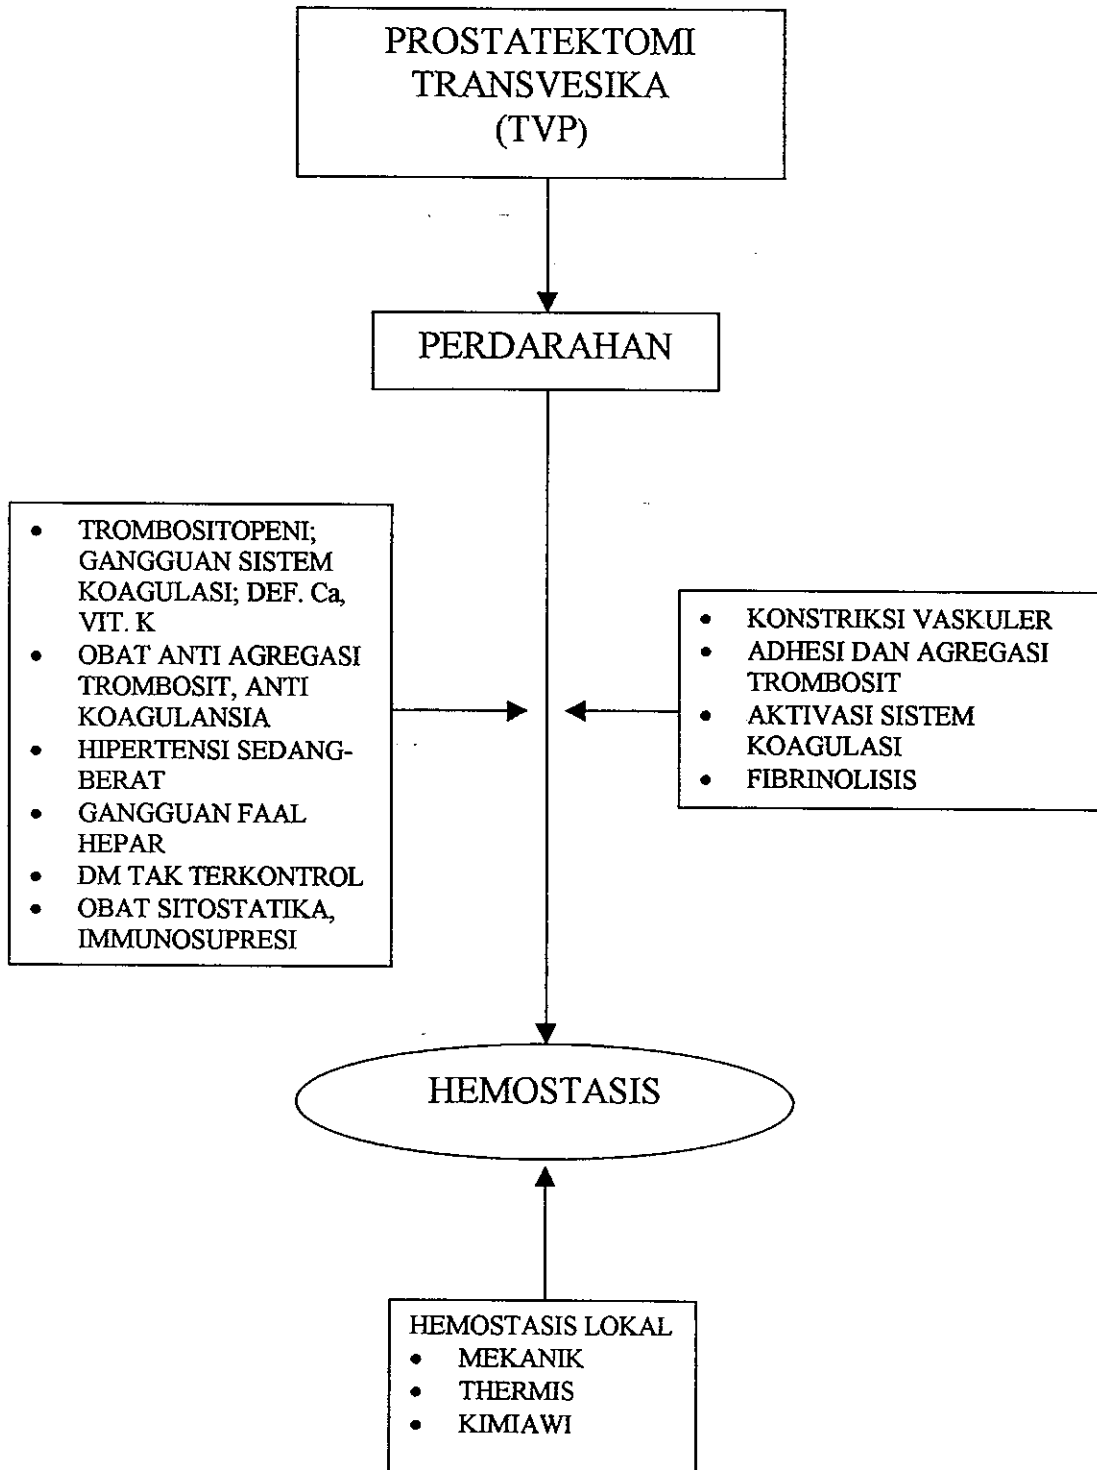 PROSTATEKTOMI
TRANSVESIKA
(TVP)
PERDARAHAN
• TROMBOSITOPENI;
GANGGUAN SISTEM
KOAGULASI; DEF. Ca,
VIT. K
• OBAT ANTI AGREGASI
TROMBOSIT, ANTI
KOAGULANSIA
• HIPERTENSI SEDANG-
BERAT
• GANGGUAN FAAL
HEPAR
• DM TAK TERKONTROL
• OBAT SITOSTATIKA,
IMMUNOSUPRESI
• KONSTRIKSI VASKULER
• ADHESI DAN AGREGASI
TROMBOSIT
• AKTIVASI SISTEM
KOAGULASI
• FIBRINOLISIS
HEMOSTASIS
HEMOSTASIS LOKAL
• MEKANIK
• THERMIS
• KIMIAWI